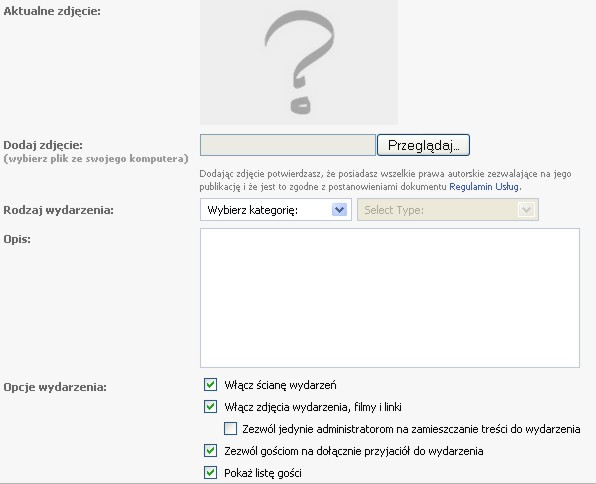 Aktualne zdjęcie:
?
Dodaj zdjęcie:
Przeglądaj...
(wybierz plik ze swojego komputera)
Dodając zdjęcie potwierdzasz, że posiadasz wszelkie prawa autorskie zezwalające na jego
publikację i że jest to zgodne z postanowieniami dokumentu Regulamin Usług.
Rodzaj wydarzenia:
Wybierz kategorię:
Select Type:
Opis:
Opcje wydarzenia:
Włącz ścianę wydarzeń
Włącz zdjęcia wydarzenia, filmy i linki
Zezwól jedynie administratorom na zamieszczanie treści do wydarzenia
Zezwól gościom na dołącznie przyjaciół do wydarzenia
Pokaż listę gości